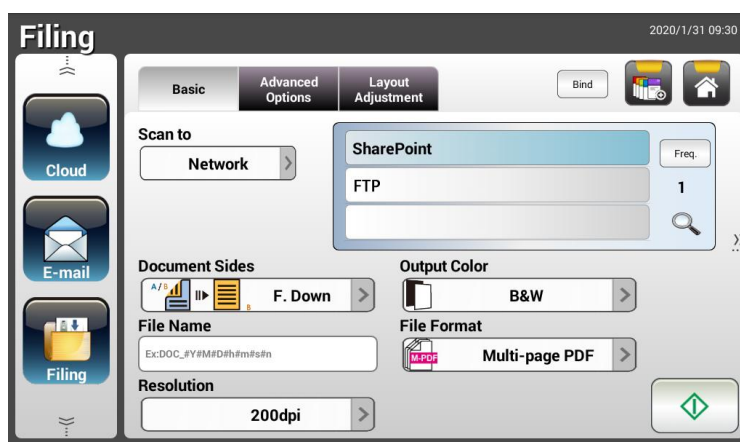 Filing
2020/1/31 09:30
Basic
Advanced
Options
Layout
Adjustment
Bind
Cloud
E-mail
Filing
Scan to
Network
SharePoint
FTP
Freq.
1
Document Sides
A/B
B
F. Down
Output Color
B&W
File Name
Ex:DOC_#Y#M#D#h#m#s#n
File Format
M-PDF
Multi-page PDF
Resolution
200dpi